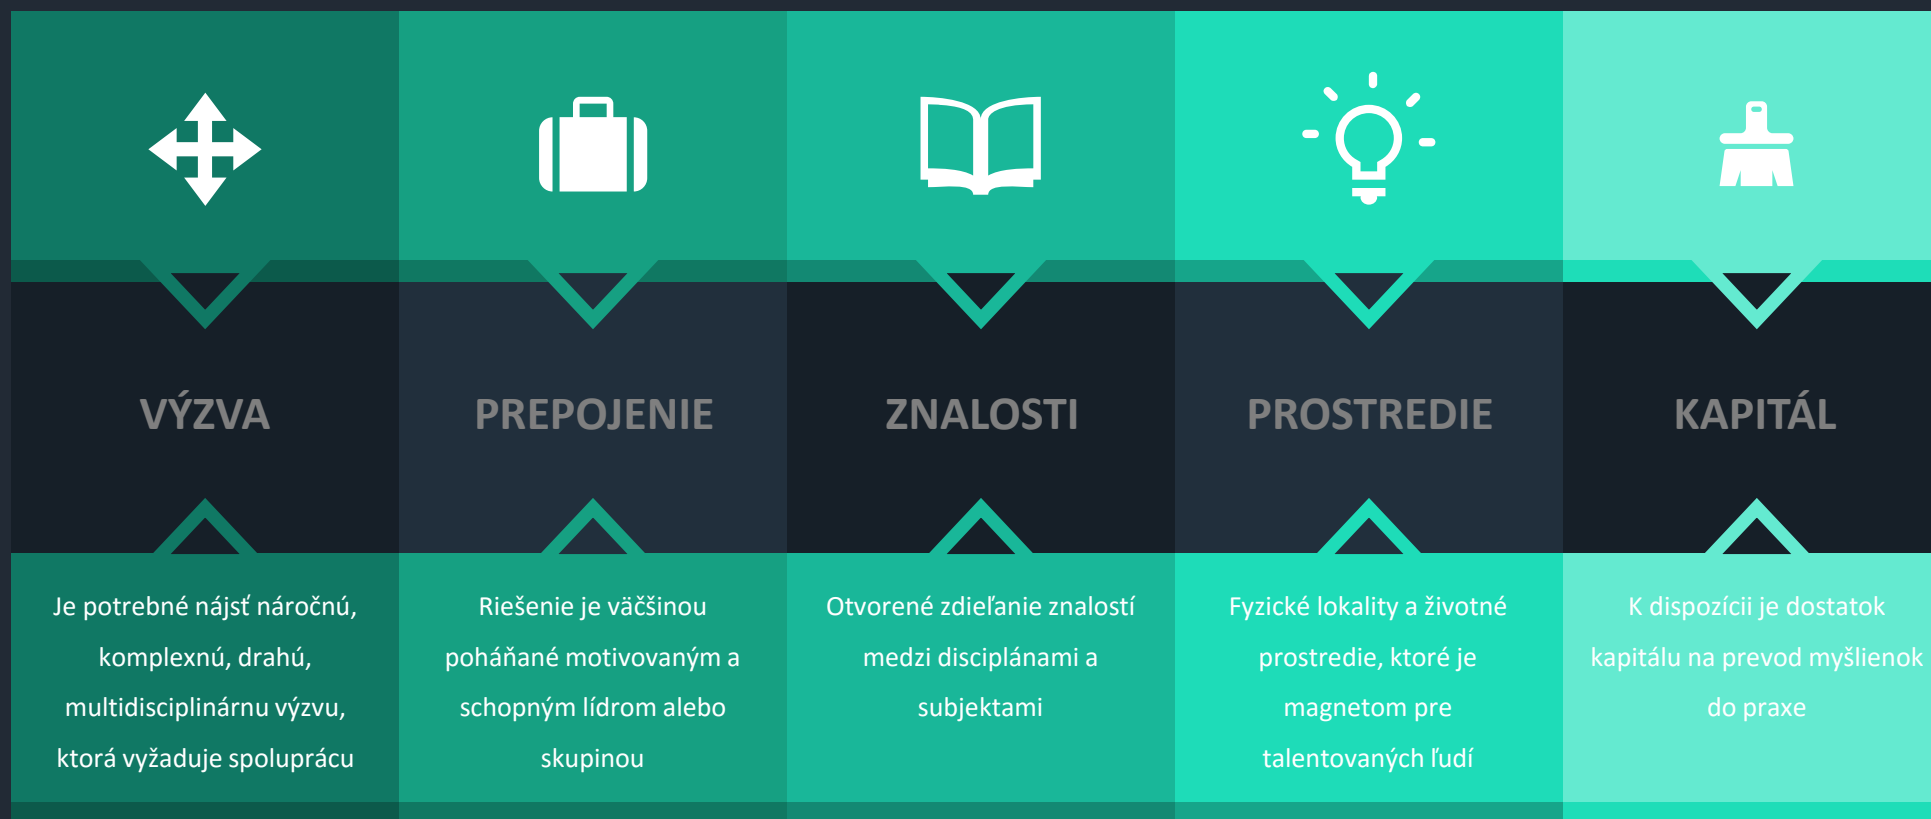 VÝZVA
PREPOJENIE
ZNALOSTI
PROSTREDIE
KAPITÁL
Je potrebné nájsť náročnú,
komplexnú, drahú,
multidisciplinárnu výzvu,
ktorá vyžaduje spoluprácu
Riešenie je väčšinou
poháňané motivovaným a
schopným lídrom alebo
skupinou
Otvorené zdieľanie znalostí
medzi disciplánami a
subjektami
Fyzické lokality a životné
prostredie, ktoré je
magnetom pre
talentovaných ľudí
K dispozícii je dostatok
kapitálu na prevod myšlienok
do praxe